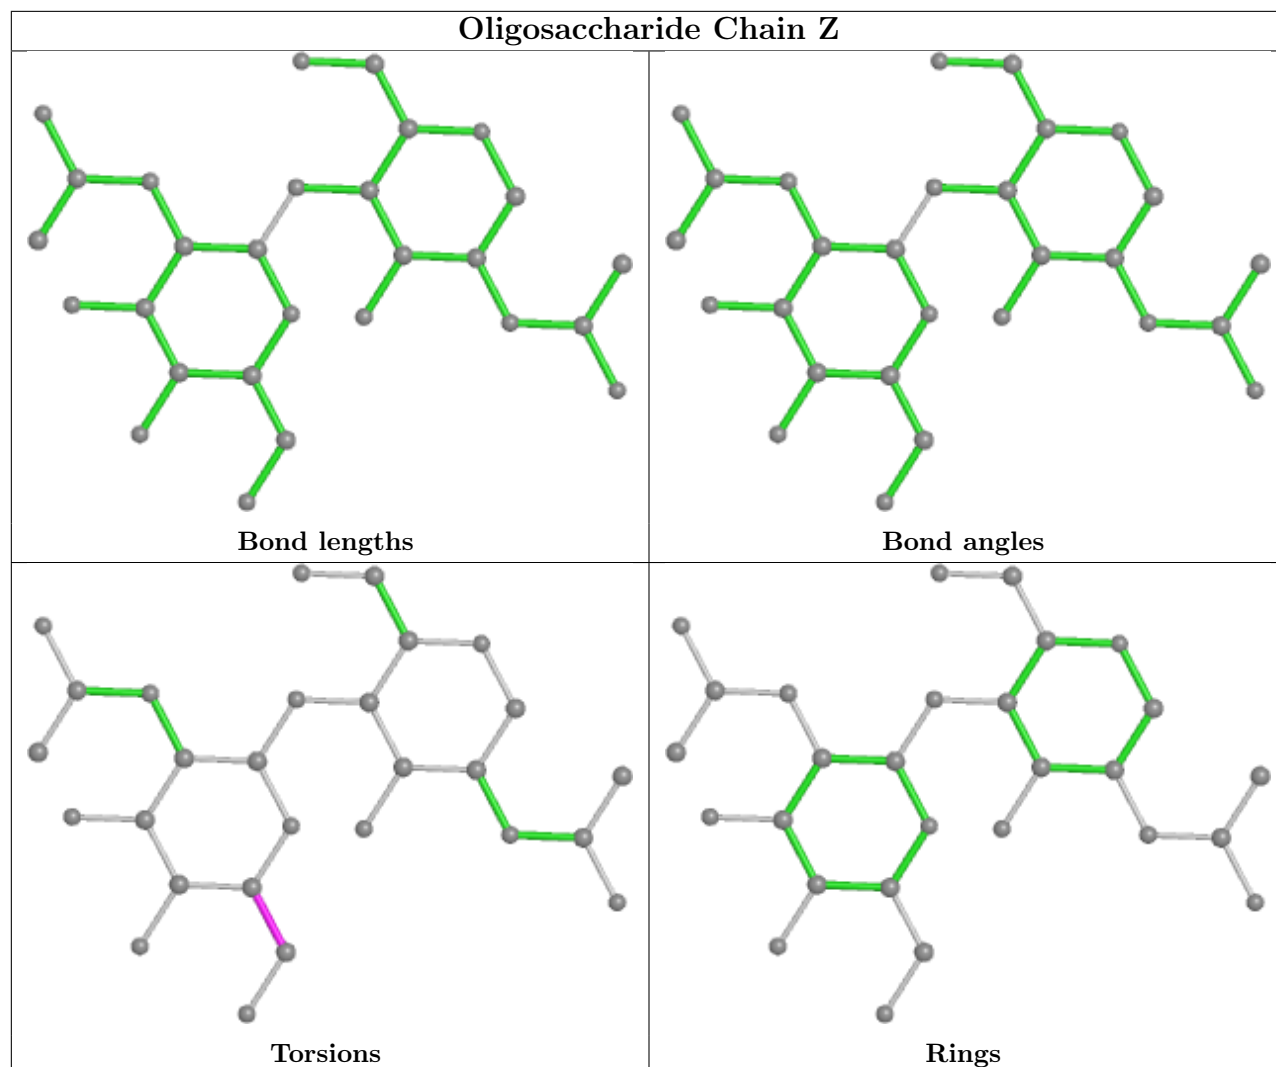 Oligosaccharide Chain Z
Bond lengths
Bond angles
Torsions
Rings